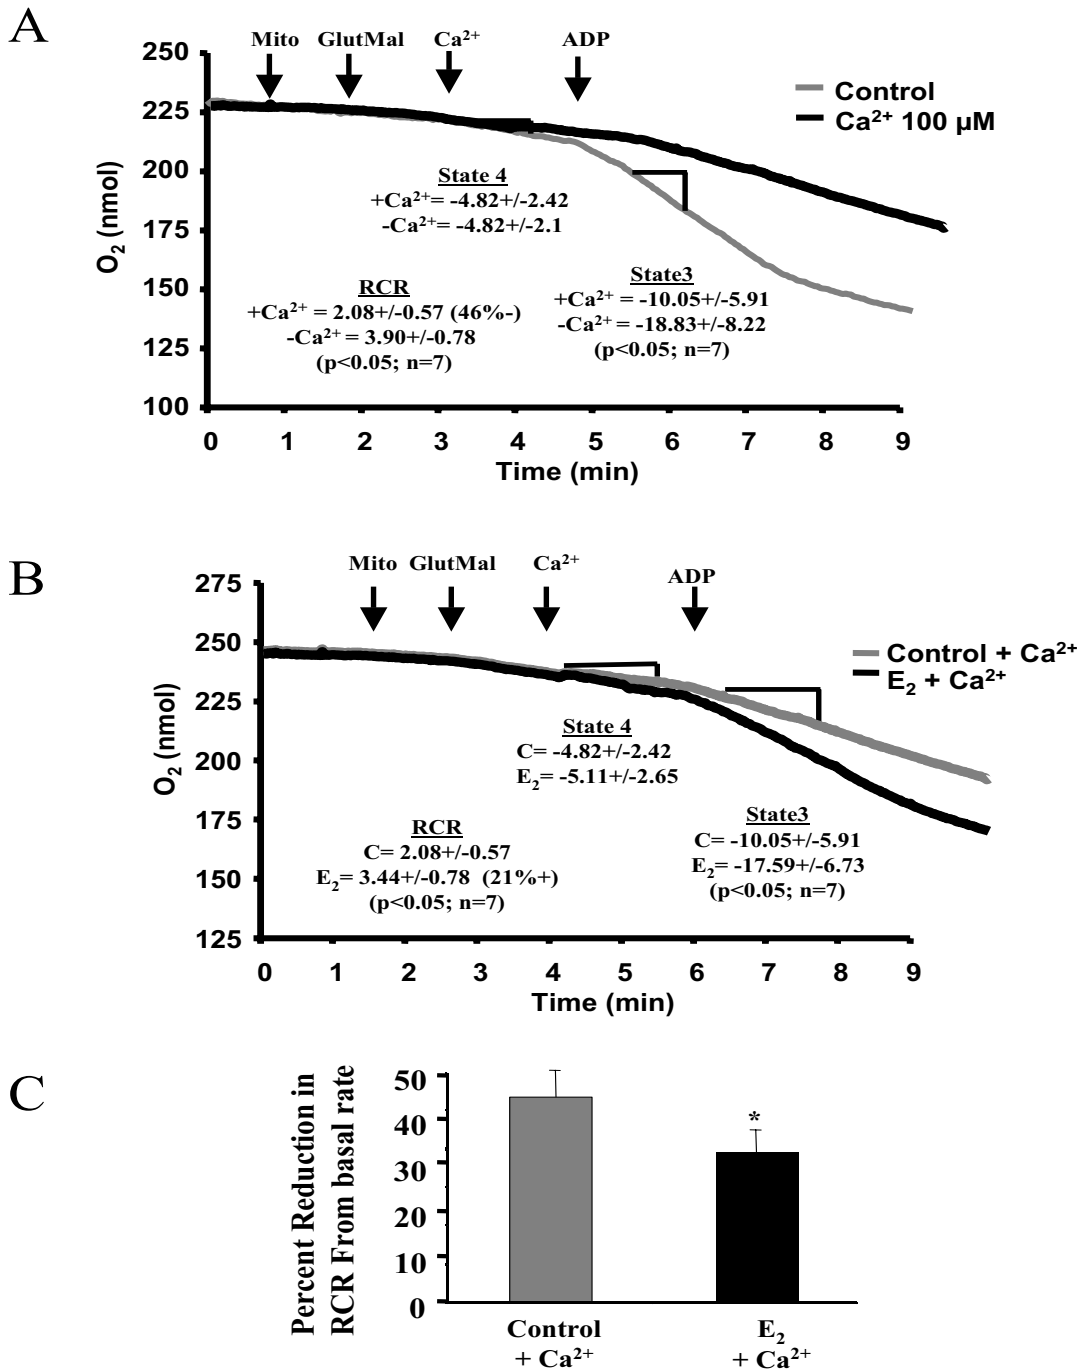 A
Mito GlutMal Ca²⁺ ADP
250
225
200
175
150
125
100
O₂ (nmol)
Control
Ca²⁺ 100 µM
State 4
+Ca²⁺= -4.82+/-2.42
-Ca²⁺= -4.82+/-2.1
RCR
+Ca²⁺ = 2.08+/-0.57 (46%-)
-Ca²⁺ = 3.90+/-0.78
(p<0.05; n=7)
State3
+Ca²⁺ = -10.05+/-5.91
-Ca²⁺ = -18.83+/-8.22
(p<0.05; n=7)
0 1 2 3 4 5 6 7 8 9
Time (min)
B
Mito GlutMal Ca²⁺ ADP
275
250
225
200
175
250
125
O₂ (nmol)
Control + Ca²⁺
E₂ + Ca²⁺
State 4
C= -4.82+/-2.42
E₂= -5.11+/-2.65
RCR
C= 2.08+/-0.57
E₂= 3.44+/-0.78 (21%+)
(p<0.05; n=7)
State3
C= -10.05+/-5.91
E₂= -17.59+/-6.73
(p<0.05; n=7)
0 1 2 3 4 5 6 7 8 9
Time (min)
C
Percent Reduction in
RCR From basal rate
50
40
30
20
10
0
*
Control
+ Ca²⁺
E₂
+ Ca²⁺